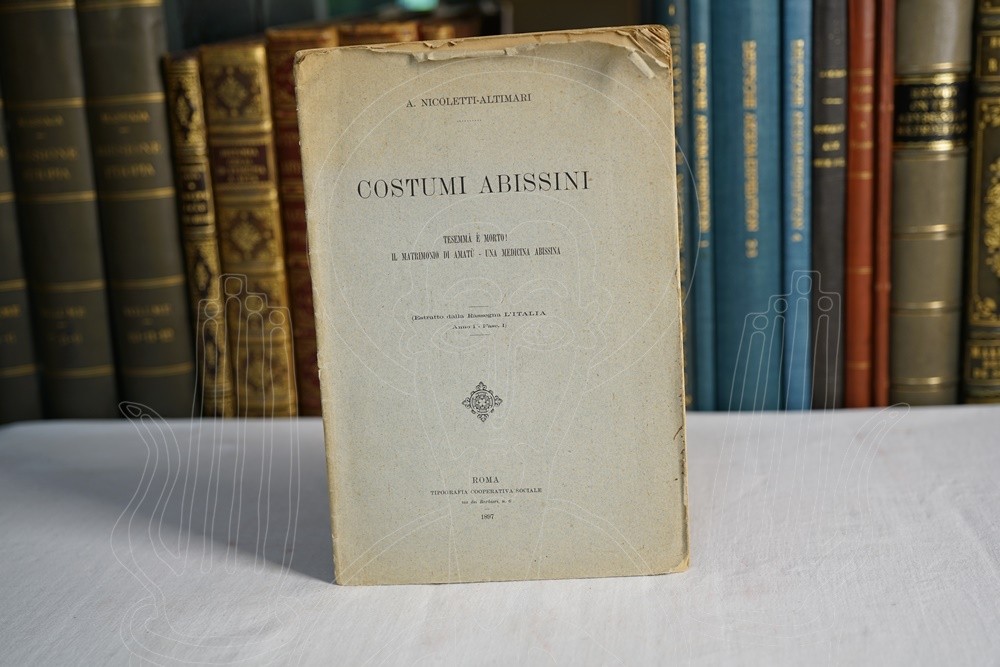 A. NICOLETTI-ALTIMARI
COSTUMI ABISSINI
TESEMMÀ È MORTO!
IL MATRIMONIO DI AMATÙ - UNA MEDICINA ABISSINA
(Estratto dalla Rassegna L'ITALIA
Anno I - Fasc. I)
ROMA
TIPOGRAFIA COOPERATIVA SOCIALE
1897